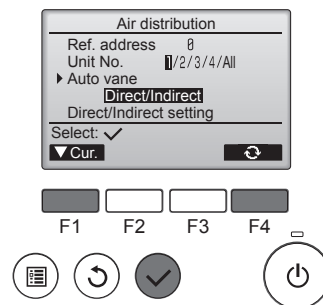 Air distribution
Ref. address 0
Unit No. 1/2/3/4/All
Auto vane
Direct/Indirect
Direct/Indirect setting
Select:
Cur.
F1 F2 F3 F4